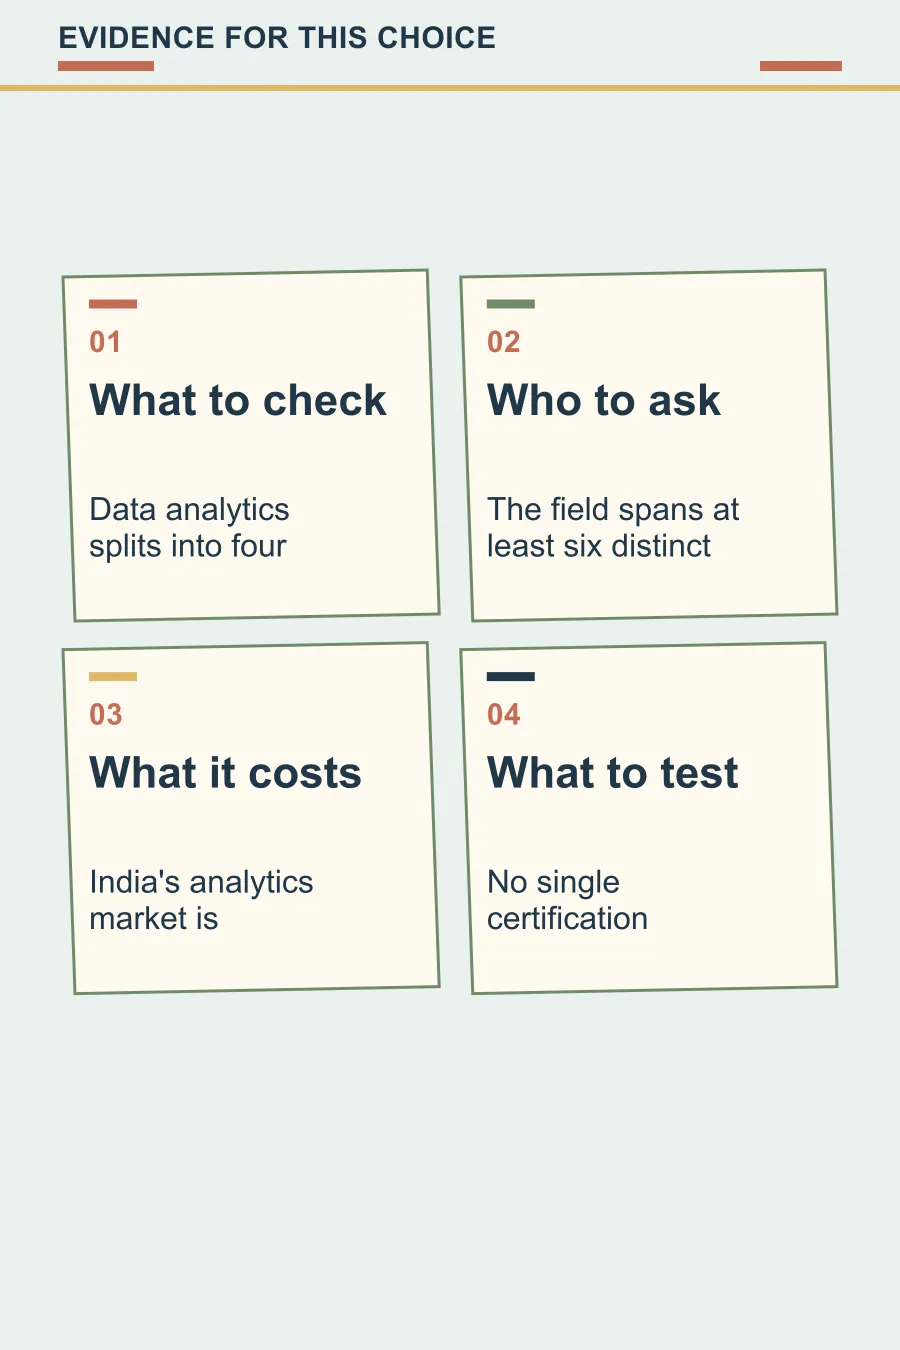 EVIDENCE FOR THIS CHOICE
01
What to check
Data analytics
splits into four
02
Who to ask
The field spans at
least six distinct
03
What it costs
India's analytics
market is
04
What to test
No single
certification